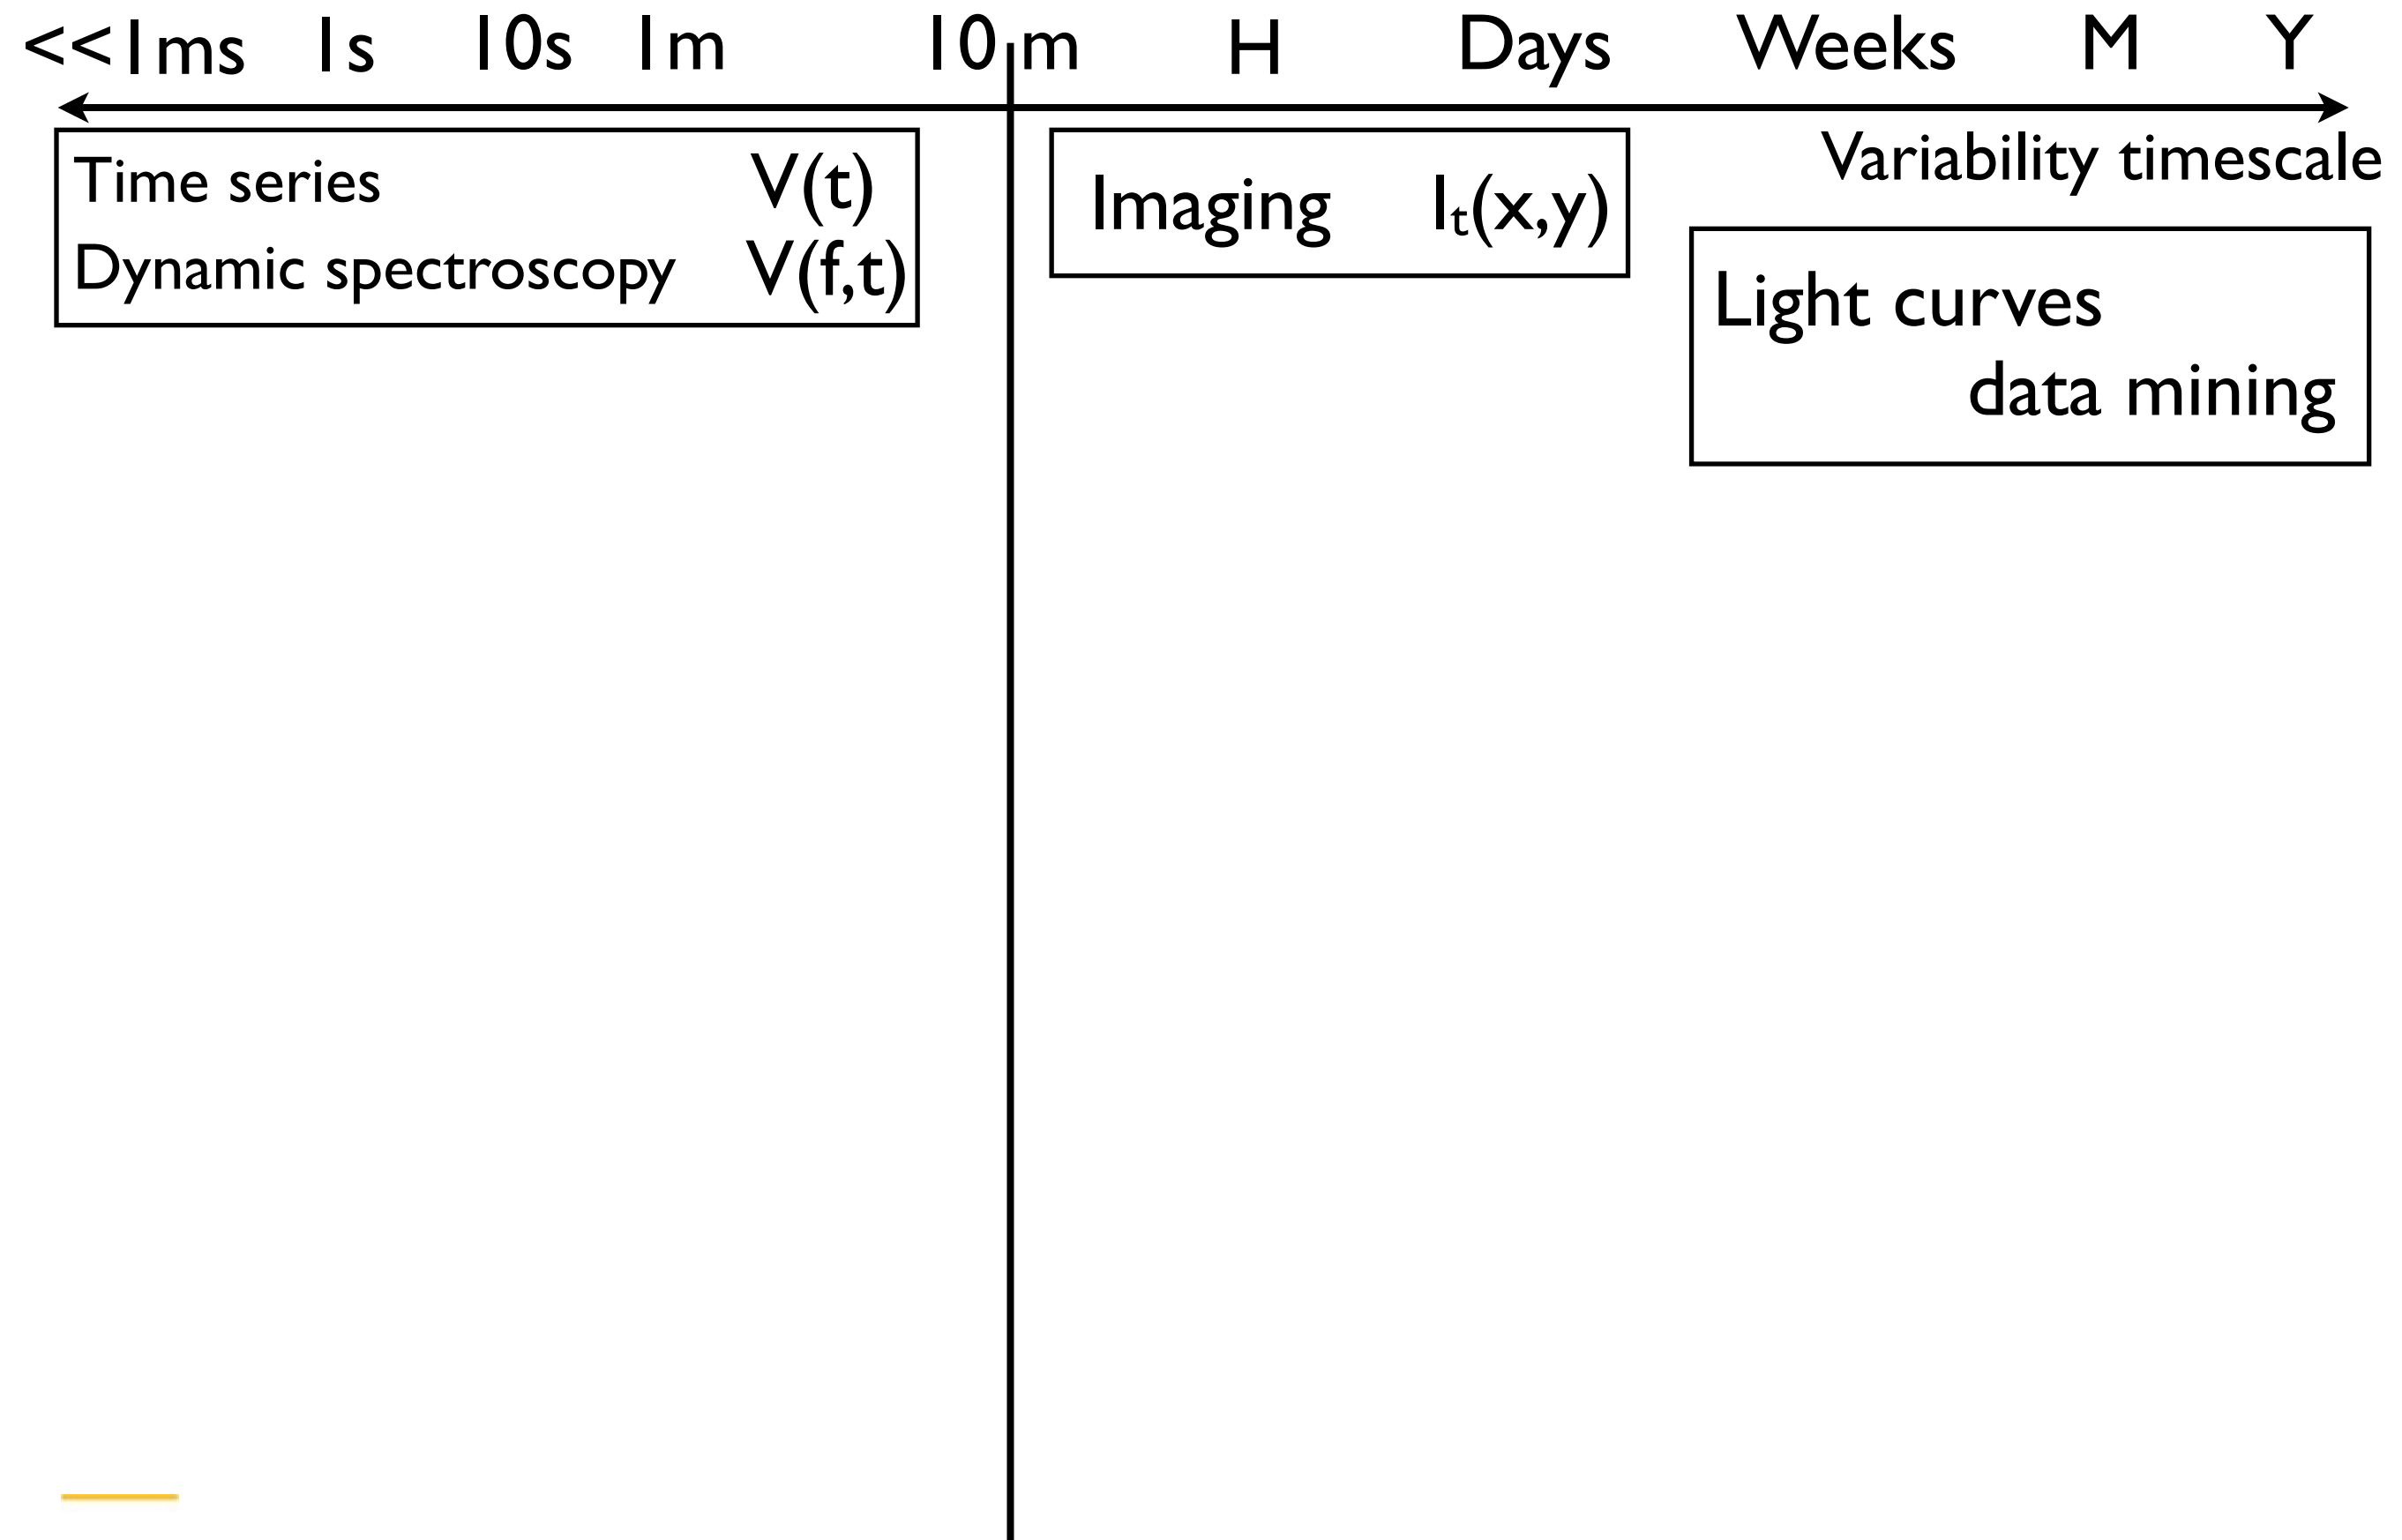 <<1ms 1s 10s 1m 10 m H Days Weeks M Y
Variability timescale
Time series V(t)
Dynamic spectroscopy V(f,t)
Imaging It(x,y)
Light curves
data mining